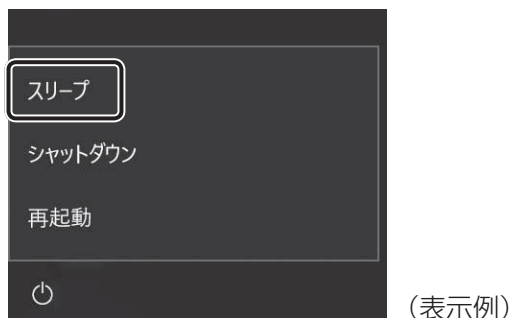 スリープ
シャットダウン
再起動
（表示例）